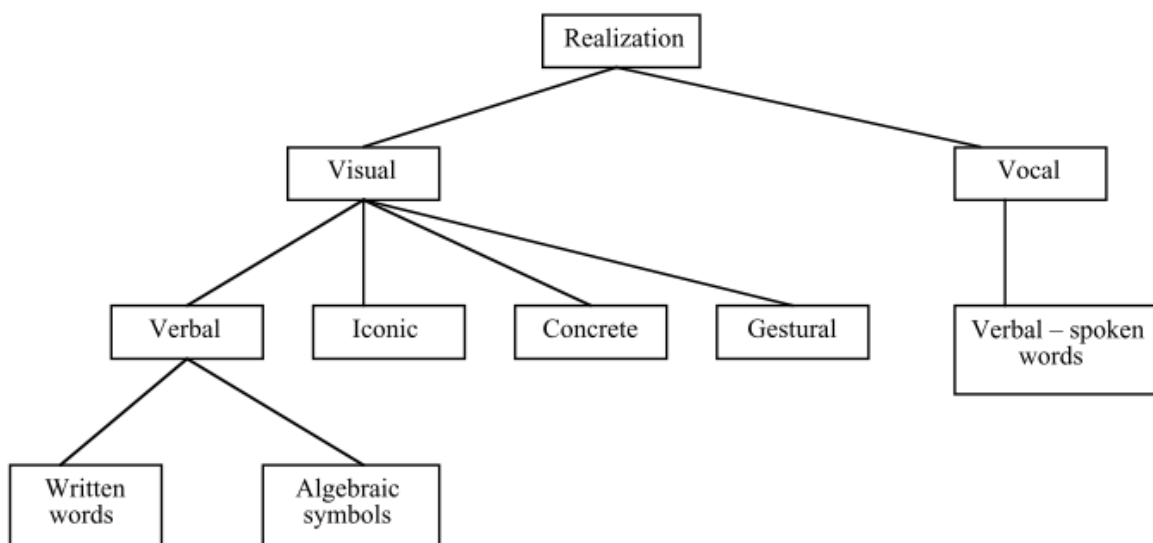 Realization
Visual
Vocal
Verbal
Iconic
Concrete
Gestural
Verbal – spoken
words
Written
words
Algebraic
symbols